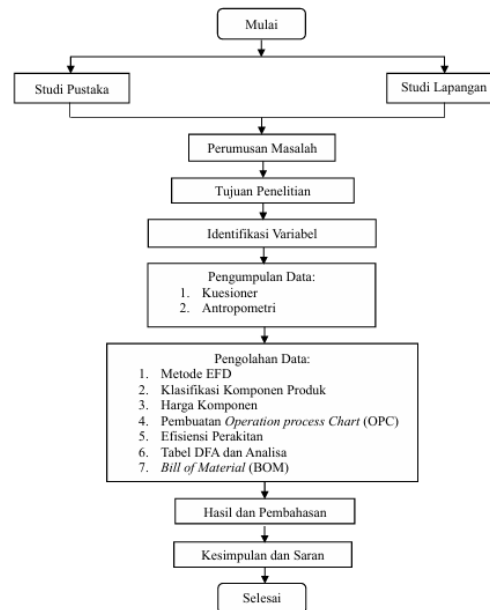 Mulai
Studi Pustaka
Studi Lapangan
Perumusan Masalah
Tujuan Penelitian
Identifikasi Variabel
Pengumpulan Data:
1. Kuesioner
2. Antropometri
Pengolahan Data:
1. Metode EFD
2. Klasifikasi Komponen Produk
3. Harga Komponen
4. Pembuatan Operation process Chart (OPC)
5. Efisiensi Perakitan
6. Tabel DFA dan Analisa
7. Bill of Material (BOM)
Hasil dan Pembahasan
Kesimpulan dan Saran
Selesai